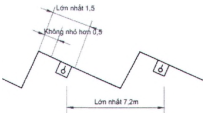 Lớn nhất 1,5
Không nhỏ hơn 0,5
Lớn nhất 7,2m